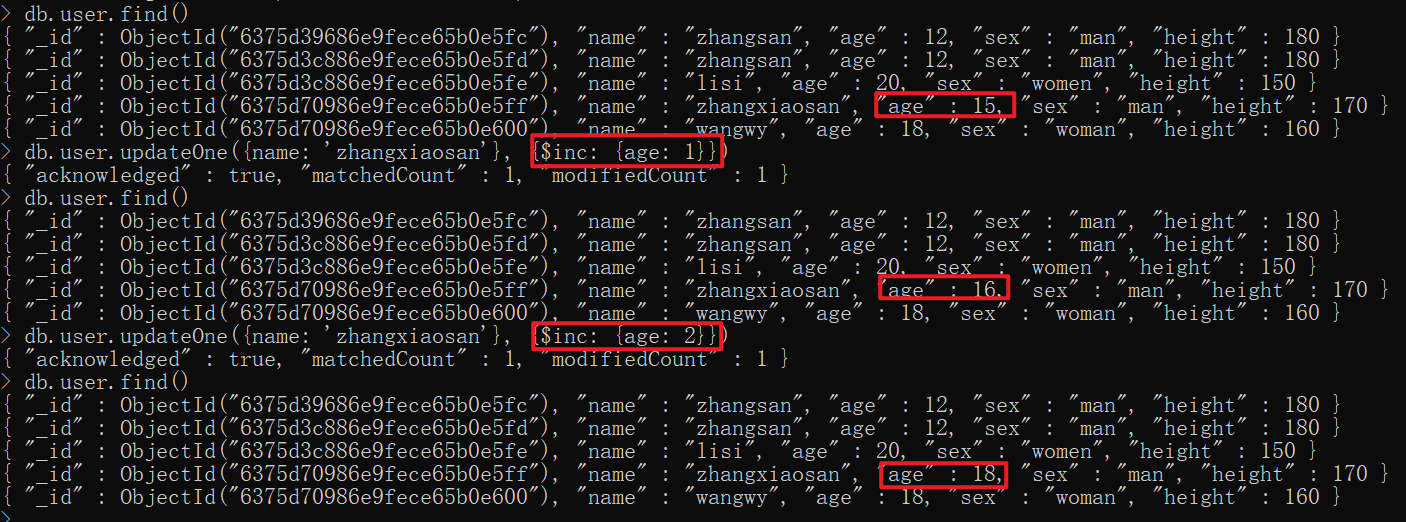 > db.user.find()
{ "_id" : ObjectId("6375d39686e9fece65b0e5fc"), "name" : "zhangsan", "age" : 12, "sex" : "man", "height" : 180 }
{ "_id" : ObjectId("6375d3c886e9fece65b0e5fd"), "name" : "zhangsan", "age" : 12, "sex" : "man", "height" : 180 }
{ "_id" : ObjectId("6375d3c886e9fece65b0e5fe"), "name" : "lisi", "age" : 20, "sex" : "women", "height" : 150 }
{ "_id" : ObjectId("6375d70986e9fece65b0e5ff"), "name" : "zhangxiaosan", "age" : 15, "sex" : "man", "height" : 170 }
{ "_id" : ObjectId("6375d70986e9fece65b0e600"), "name" : "wangwy", "age" : 18, "sex" : "woman", "height" : 160 }
> db.user.updateOne({name: 'zhangxiaosan'}, {$inc: {age: 1}})
{ "acknowledged" : true, "matchedCount" : 1, "modifiedCount" : 1 }
> db.user.find()
{ "_id" : ObjectId("6375d39686e9fece65b0e5fc"), "name" : "zhangsan", "age" : 12, "sex" : "man", "height" : 180 }
{ "_id" : ObjectId("6375d3c886e9fece65b0e5fd"), "name" : "zhangsan", "age" : 12, "sex" : "man", "height" : 180 }
{ "_id" : ObjectId("6375d3c886e9fece65b0e5fe"), "name" : "lisi", "age" : 20, "sex" : "women", "height" : 150 }
{ "_id" : ObjectId("6375d70986e9fece65b0e5ff"), "name" : "zhangxiaosan", "age" : 16, "sex" : "man", "height" : 170 }
{ "_id" : ObjectId("6375d70986e9fece65b0e600"), "name" : "wangwy", "age" : 18, "sex" : "woman", "height" : 160 }
> db.user.updateOne({name: 'zhangxiaosan'}, {$inc: {age: 2}})
{ "acknowledged" : true, "matchedCount" : 1, "modifiedCount" : 1 }
> db.user.find()
{ "_id" : ObjectId("6375d39686e9fece65b0e5fc"), "name" : "zhangsan", "age" : 12, "sex" : "man", "height" : 180 }
{ "_id" : ObjectId("6375d3c886e9fece65b0e5fd"), "name" : "zhangsan", "age" : 12, "sex" : "man", "height" : 180 }
{ "_id" : ObjectId("6375d3c886e9fece65b0e5fe"), "name" : "lisi", "age" : 20, "sex" : "women", "height" : 150 }
{ "_id" : ObjectId("6375d70986e9fece65b0e5ff"), "name" : "zhangxiaosan", "age" : 18, "sex" : "man", "height" : 170 }
{ "_id" : ObjectId("6375d70986e9fece65b0e600"), "name" : "wangwy", "age" : 18, "sex" : "woman", "height" : 160 }
>